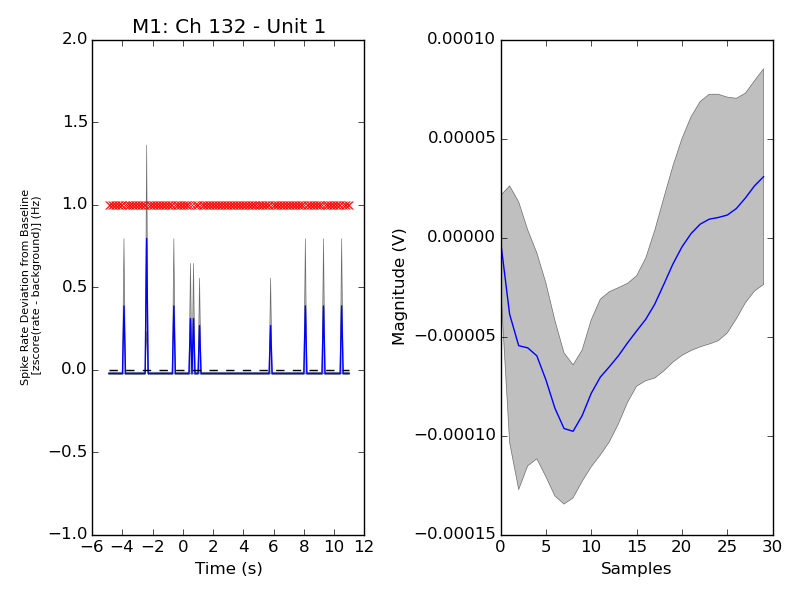 M1: Ch 132 - Unit 1
2.0
1.5
1.0
0.5
0.0
−0.5
−1.0
Spike Rate Deviation from Baseline
[zscore(rate - background)] (Hz)
−6 −4 −2 0 2 4 6 8 10 12
Time (s)
0.00010
0.00005
0.00000
−0.00005
−0.00010
−0.00015
Magnitude (V)
0 5 10 15 20 25 30
Samples